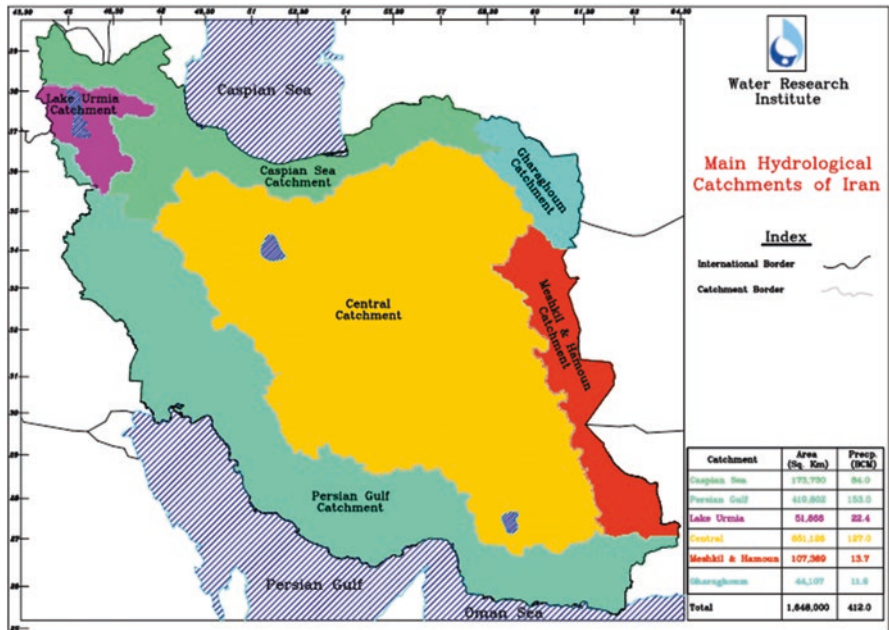 Caspian Sea
Lake Urmia
Catchment
Caspian Sea
Catchment
Gharaghoum
Catchment
Central
Catchment
Meshkil & Hamoun
Catchment
Persian Gulf
Catchment
Persian Gulf
Oman Sea
Water Research
Institute
Main Hydrological
Catchments of Iran
Index
International Border
Catchment Border
Catchment Area (Sq. Km) Precp. (BCM)
Caspian Sea 173,730 84.0
Persian Gulf 419,802 153.0
Lake Urmia 51,866 22.4
Central 851,126 127.0
Meshkil & Hamoun 107,369 13.7
Gharaghoum 44,107 11.6
Total 1,648,000 412.0